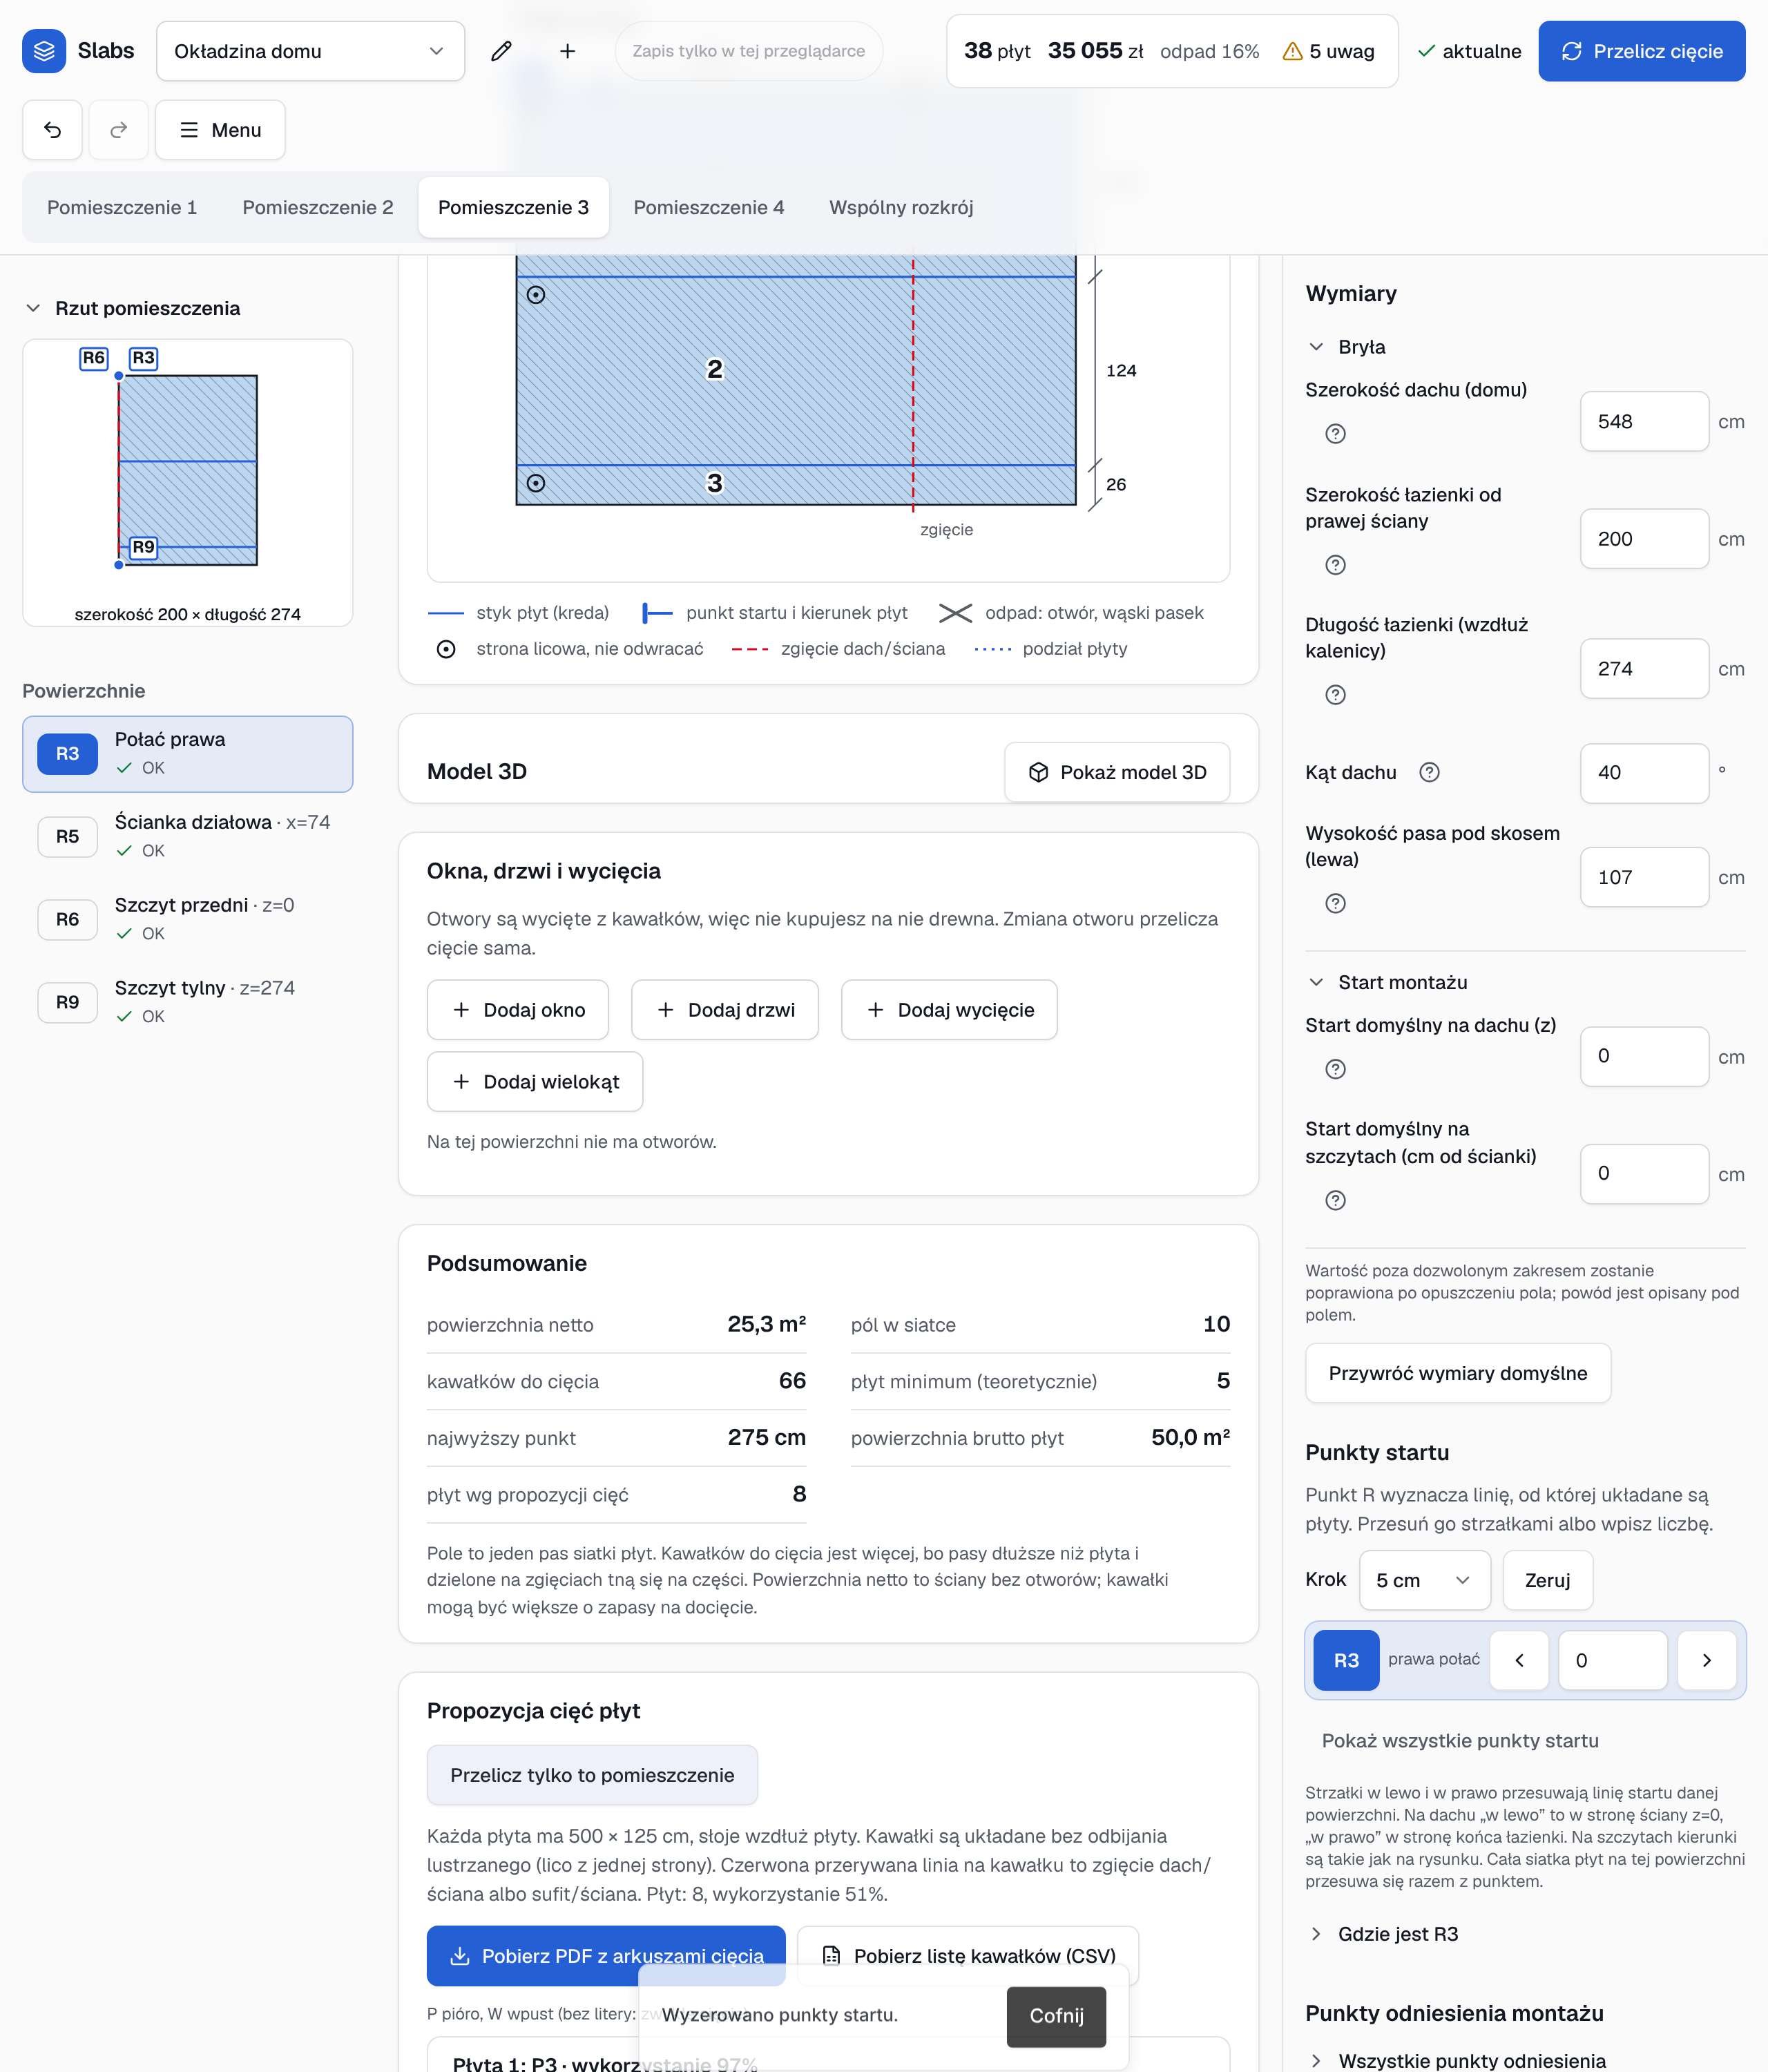 Slabs
Okładzina domu
Zapis tylko w tej przeglądarce
38 płyt 35 055 zł odpad 16% 5 uwag
aktualne
Przelicz cięcie
Menu
Pomieszczenie 1
Pomieszczenie 2
Pomieszczenie 3
Pomieszczenie 4
Wspólny rozkrój
Rzut pomieszczenia
R6
R3
R9
szerokość 200 × długość 274
Powierzchnie
R3
Połać prawa
OK
R5
Ścianka działowa · x=74
OK
R6
Szczyt przedni · z=0
OK
R9
Szczyt tylny · z=274
OK
2
124
3
26
zgięcie
styk płyt (kreda)
punkt startu i kierunek płyt
odpad: otwór, wąski pasek
strona licowa, nie odwracać
zgięcie dach/ściana
podział płyty
Model 3D
Pokaż model 3D
Okna, drzwi i wycięcia
Otwory są wycięte z kawałków, więc nie kupujesz na nie drewna. Zmiana otworu przelicza
cięcie sama.
Dodaj okno
Dodaj drzwi
Dodaj wycięcie
Dodaj wielokąt
Na tej powierzchni nie ma otworów.
Podsumowanie
powierzchnia netto 25,3 m²
pól w siatce 10
kawałków do cięcia 66
płyt minimum (teoretycznie) 5
najwyższy punkt 275 cm
powierzchnia brutto płyt 50,0 m²
płyt wg propozycji cięć 8
Pole to jeden pas siatki płyt. Kawałków do cięcia jest więcej, bo pasy dłuższe niż płyta i
dzielone na zgięciach tną się na części. Powierzchnia netto to ściany bez otworów; kawałki
mogą być większe o zapasy na docięcie.
Propozycja cięć płyt
Przelicz tylko to pomieszczenie
Każda płyta ma 500 × 125 cm, słoje wzdłuż płyty. Kawałki są układane bez odbijania
lustrzanego (lico z jednej strony). Czerwona przerywana linia na kawałku to zgięcie dach/
ściana albo sufit/ściana. Płyt: 8, wykorzystanie 51%.
Pobierz PDF z arkuszami cięcia
Pobierz listę kawałków (CSV)
P pióro, W wpust (bez litery:
Wyzerowano punkty startu.
Cofnij
Płyta 1: P3 · wykorzystanie 97%
Wymiary
Bryła
Szerokość dachu (domu)
548 cm
Szerokość łazienki od
prawej ściany
200 cm
Długość łazienki (wzdłuż
kalenicy)
274 cm
Kąt dachu
40 °
Wysokość pasa pod skosem
(lewa)
107 cm
Start montażu
Start domyślny na dachu (z)
0 cm
Start domyślny na
szczytach (cm od ścianki)
0 cm
Wartość poza dozwolonym zakresem zostanie
poprawiona po opuszczeniu pola; powód jest opisany pod
polem.
Przywróć wymiary domyślne
Punkty startu
Punkt R wyznacza linię, od której układane są
płyty. Przesuń go strzałkami albo wpisz liczbę.
Krok
5 cm
Zeruj
R3 prawa połać 0
Pokaż wszystkie punkty startu
Strzałki w lewo i w prawo przesuwają linię startu danej
powierzchni. Na dachu „w lewo” to w stronę ściany z=0,
„w prawo” w stronę końca łazienki. Na szczytach kierunki
są takie jak na rysunku. Cała siatka płyt na tej powierzchni
przesuwa się razem z punktem.
Gdzie jest R3
Punkty odniesienia montażu
Wszystkie punkty odniesienia